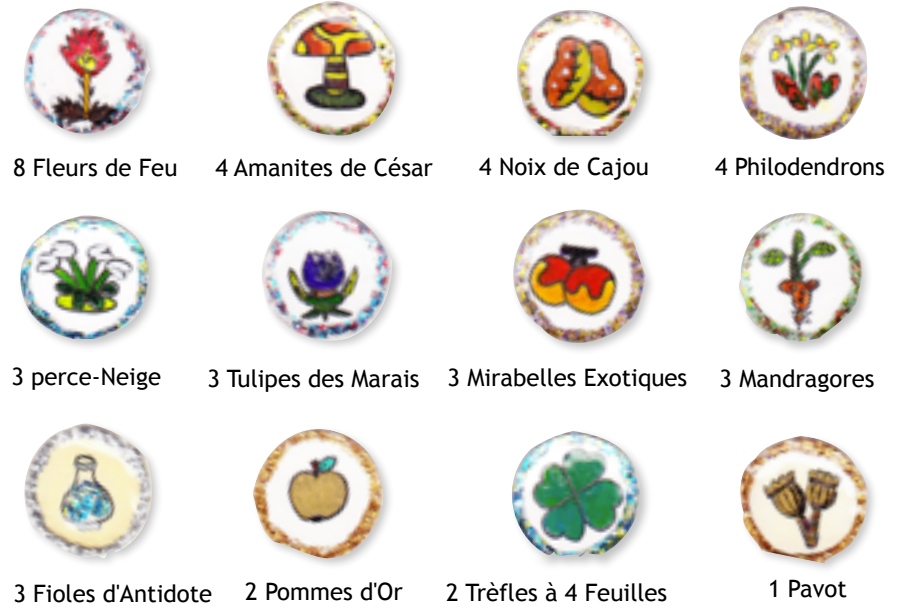 8 Fleurs de Feu
4 Amanites de César
4 Noix de Cajou
4 Philodendrons
3 perce-Neige
3 Tulipes des Marais
3 Mirabelles Exotiques
3 Mandragores
3 Fioles d'Antidote
2 Pommes d'Or
2 Trèfles à 4 Feuilles
1 Pavot